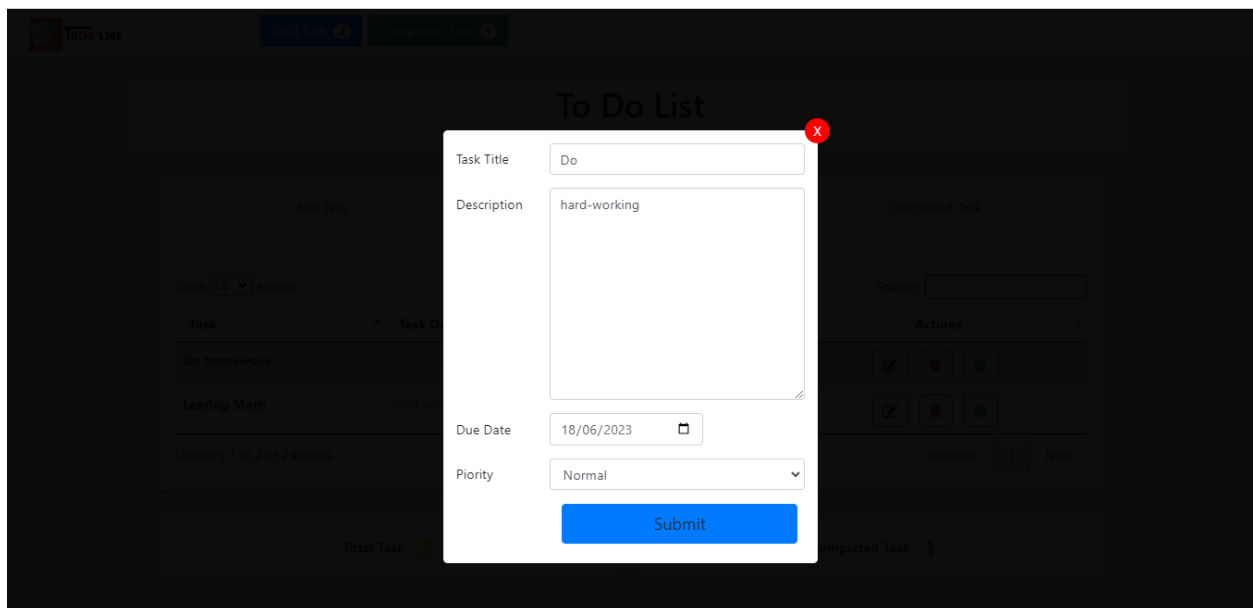 ToDo List
Total Task 2 Completed Task 1
To Do List
X
Task Title Do
Description hard-working
Add Task Completed Task
Show 10 entries Search:
Task Actions
Do homework
Learing Math
Due Date 18/06/2023
Showing 1 to 2 of 2 entries Previous 1 Next
Piority Normal
Submit
Total Task 2 Completed Task 1